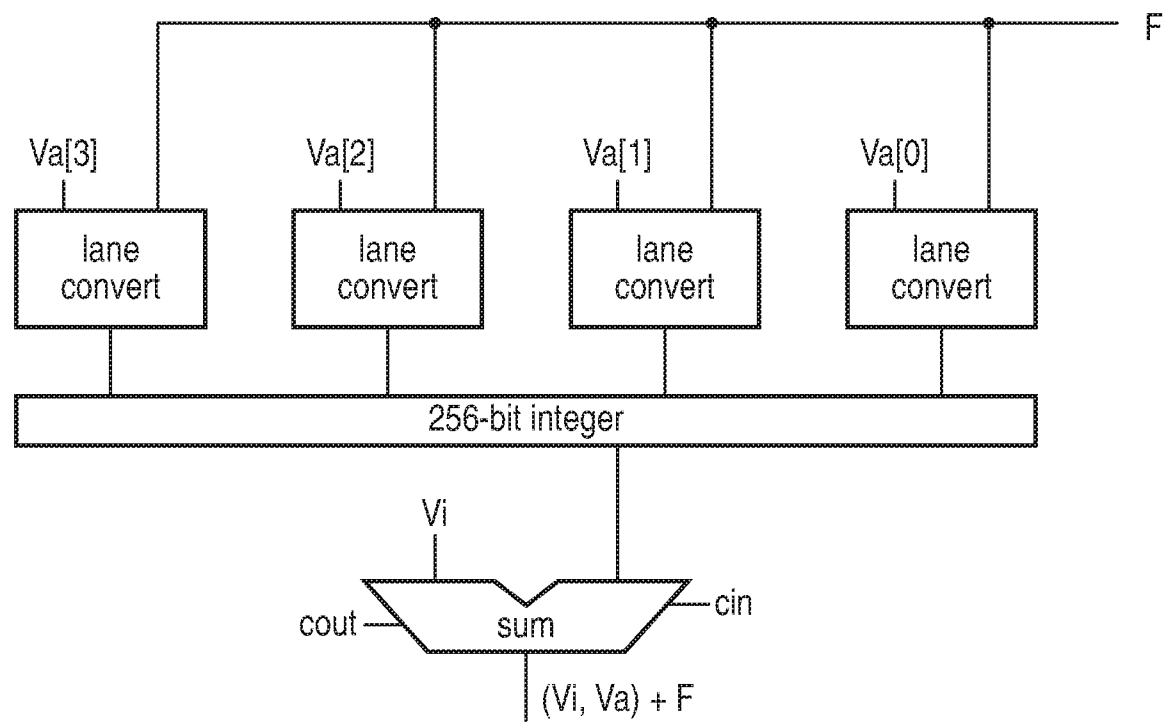 F
Va[3]
Va[2]
Va[1]
Va[0]
lane
convert
lane
convert
lane
convert
lane
convert
256-bit integer
Vi
cin
cout
sum
(Vi, Va) + F